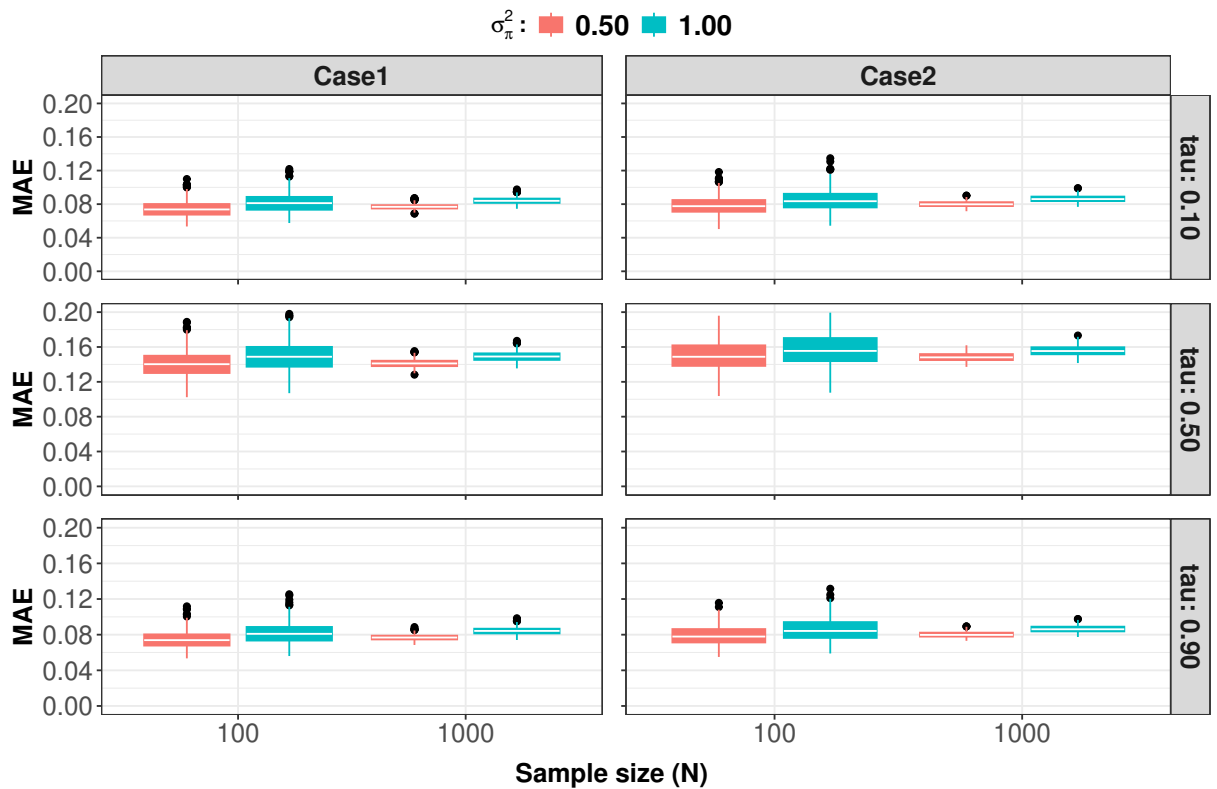 σ²π: 0.50 1.00
Case1 Case2
MAE 0.20 0.16 0.12 0.08 0.04 0.00 tau: 0.10
MAE 0.20 0.16 0.12 0.08 0.04 0.00 tau: 0.50
MAE 0.20 0.16 0.12 0.08 0.04 0.00 tau: 0.90
100 1000 100 1000
Sample size (N)